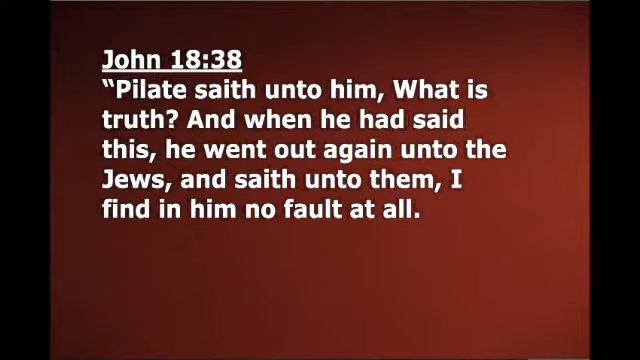 John 18:38
“Pilate saith unto him, What is
truth? And when he had said
this, he went out again unto the
Jews, and saith unto them, I
find in him no fault at all.